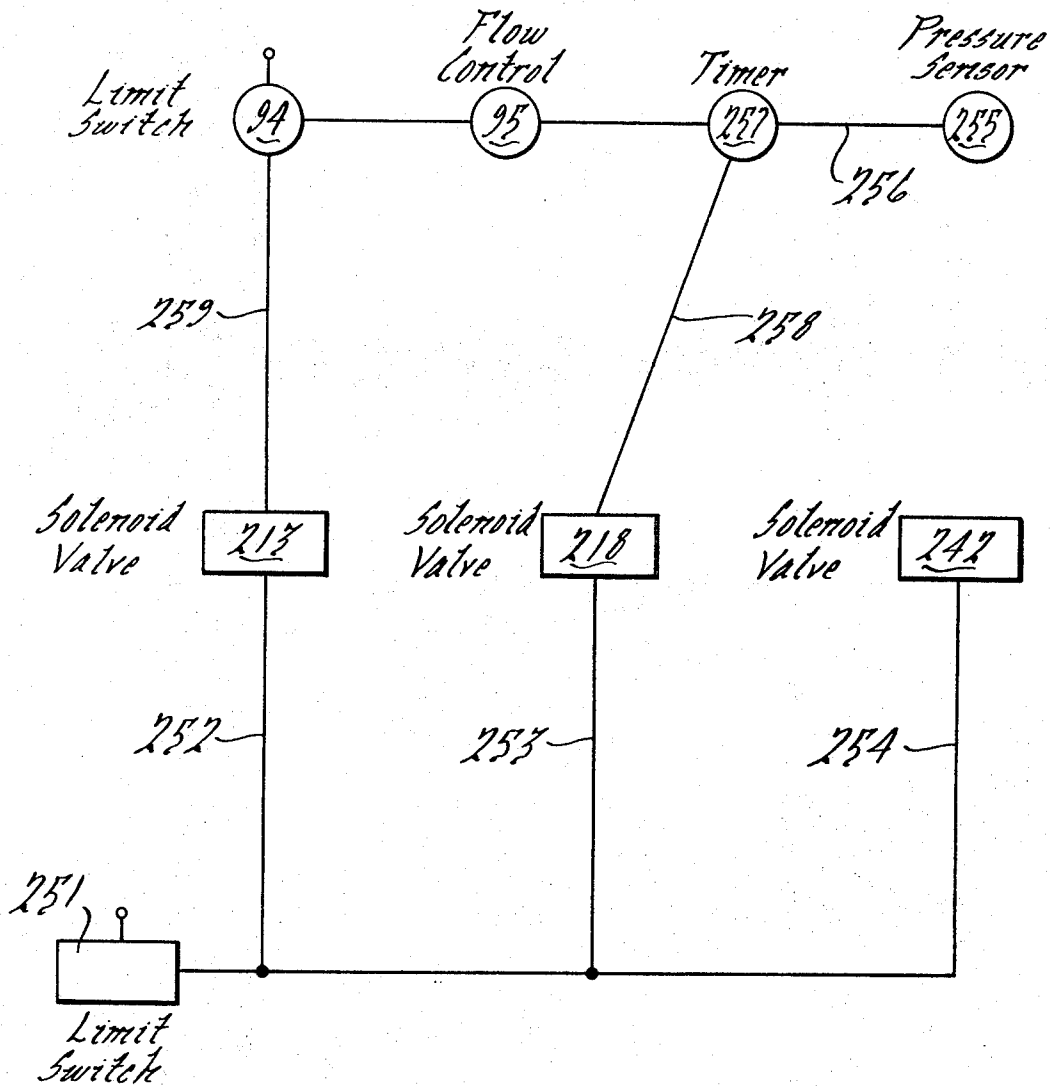 Limit
Switch
94
Flow
Control
95
Timer
257
Pressure
Sensor
255
256
259
258
Solenoid
Valve
213
Solenoid
Valve
218
Solenoid
Valve
242
252
253
254
251
Limit
Switch